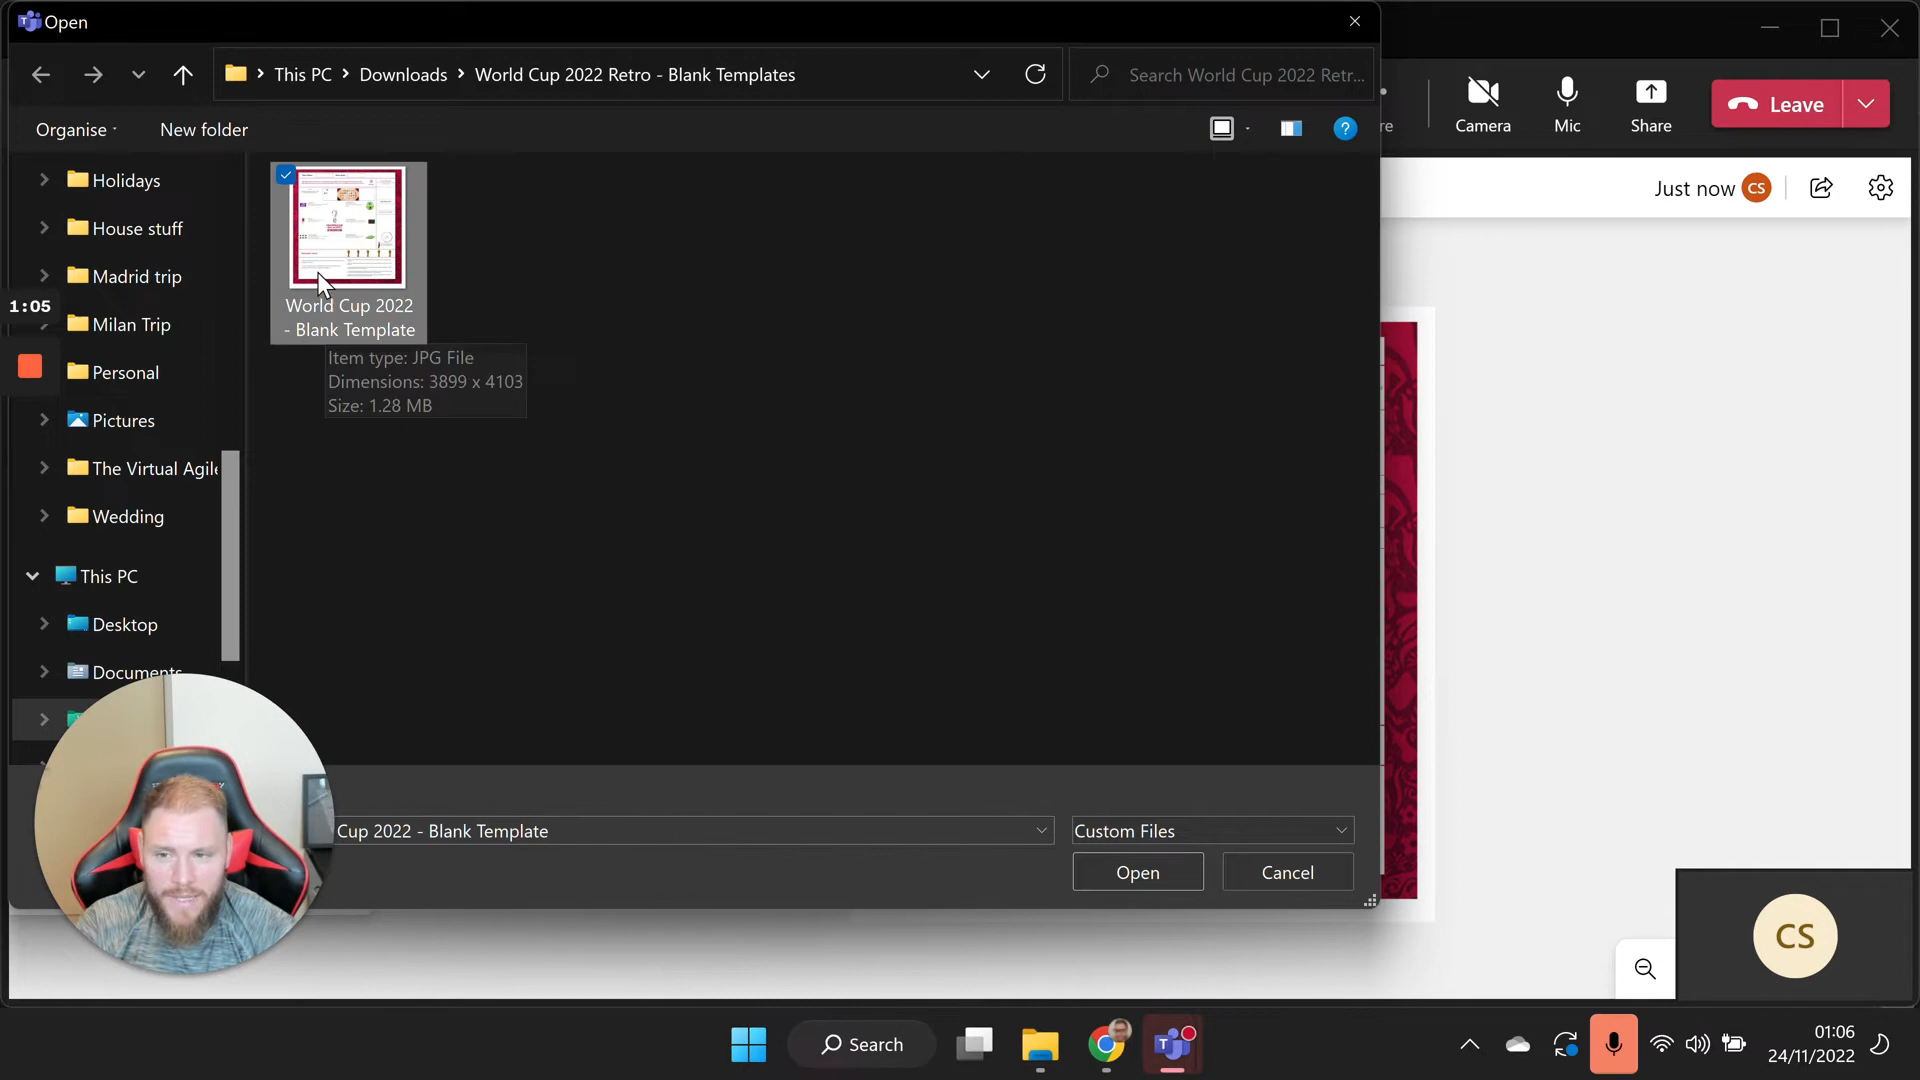 Open
This PC
Downloads
World Cup 2022 Retro - Blank Templates
Search World Cup 2022 Retr...
Organise
New folder
Camera
Mic
Share
Leave
Just now
CS
Holidays
House stuff
Madrid trip
1:05
Milan Trip
Personal
Pictures
The Virtual Agile
Wedding
This PC
Desktop
Documents
World Cup 2022
- Blank Template
Item type: JPG File
Dimensions: 3899 x 4103
Size: 1.28 MB
Cup 2022 - Blank Template
Custom Files
Open
Cancel
CS
Search
01:06
24/11/2022